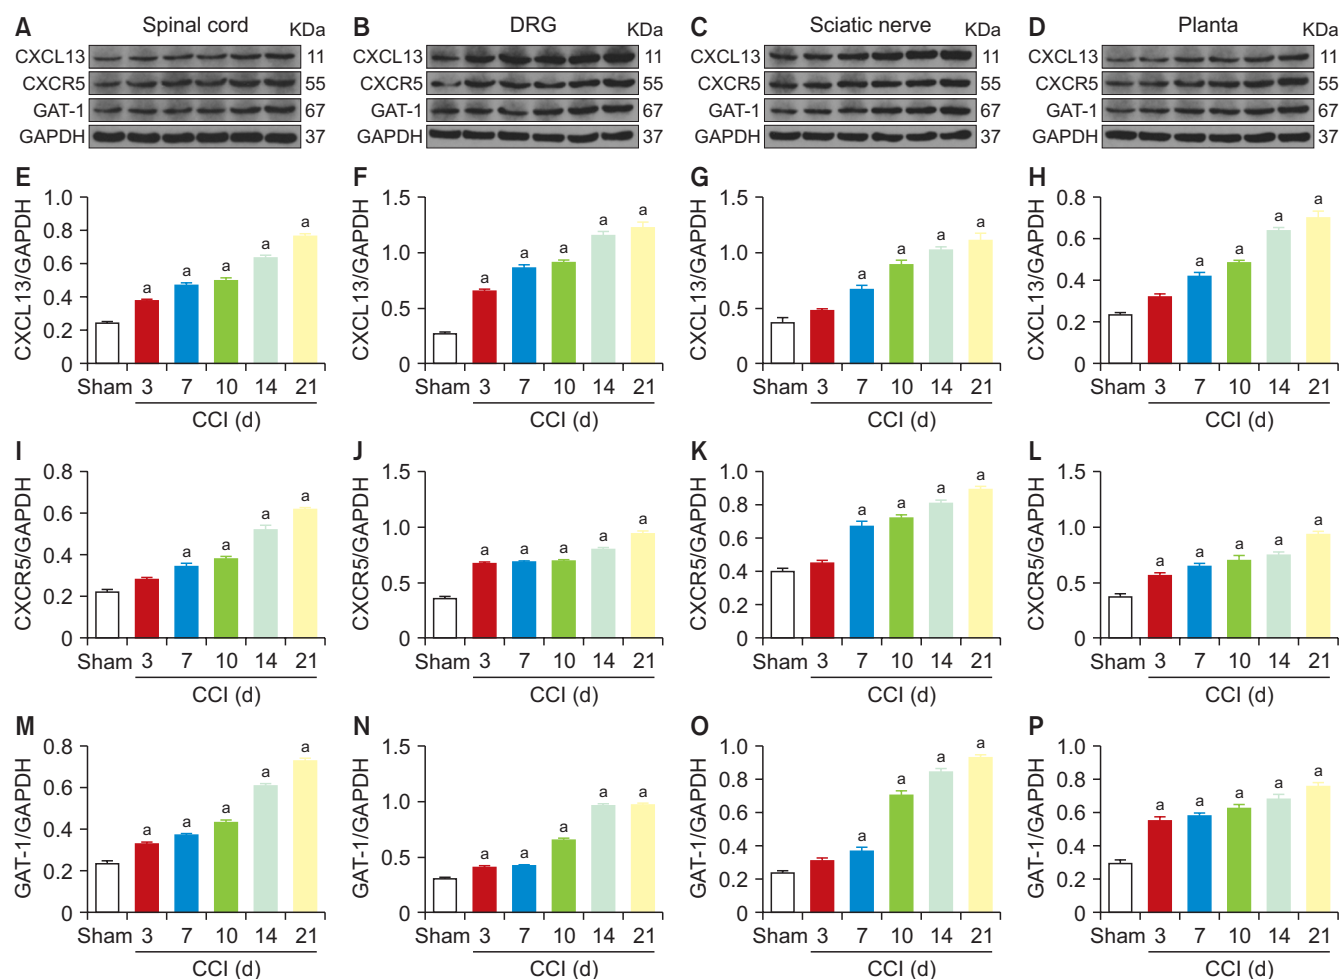 A Spinal cord KDa
CXCL13 11
CXCR5 55
GAT-1 67
GAPDH 37
B DRG KDa
CXCL13 11
CXCR5 55
GAT-1 67
GAPDH 37
C Sciatic nerve KDa
CXCL13 11
CXCR5 55
GAT-1 67
GAPDH 37
D Planta KDa
CXCL13 11
CXCR5 55
GAT-1 67
GAPDH 37
E
CXCL13/GAPDH
1.0
0.8
0.6
0.4
0.2
0
a a a a a
Sham 3 7 10 14 21
CCI (d)
F
CXCL13/GAPDH
1.5
1.0
0.5
0
a a a a a
Sham 3 7 10 14 21
CCI (d)
G
CXCL13/GAPDH
1.5
1.0
0.5
0
a a a a
Sham 3 7 10 14 21
CCI (d)
H
CXCL13/GAPDH
0.8
0.6
0.4
0.2
0
a a a a
Sham 3 7 10 14 21
CCI (d)
I
CXCR5/GAPDH
0.8
0.6
0.4
0.2
0
a a a a
Sham 3 7 10 14 21
CCI (d)
J
CXCR5/GAPDH
1.5
1.0
0.5
0
a a a a a
Sham 3 7 10 14 21
CCI (d)
K
CXCR5/GAPDH
1.0
0.8
0.6
0.4
0.2
0
a a a a
Sham 3 7 10 14 21
CCI (d)
L
CXCR5/GAPDH
1.5
1.0
0.5
0
a a a a a
Sham 3 7 10 14 21
CCI (d)
M
GAT-1/GAPDH
0.8
0.6
0.4
0.2
0
a a a a a
Sham 3 7 10 14 21
CCI (d)
N
GAT-1/GAPDH
1.5
1.0
0.5
0
a a a a a
Sham 3 7 10 14 21
CCI (d)
O
GAT-1/GAPDH
1.0
0.8
0.6
0.4
0.2
0
a a a a
Sham 3 7 10 14 21
CCI (d)
P
GAT-1/GAPDH
1.0
0.8
0.6
0.4
0.2
0
a a a a a
Sham 3 7 10 14 21
CCI (d)